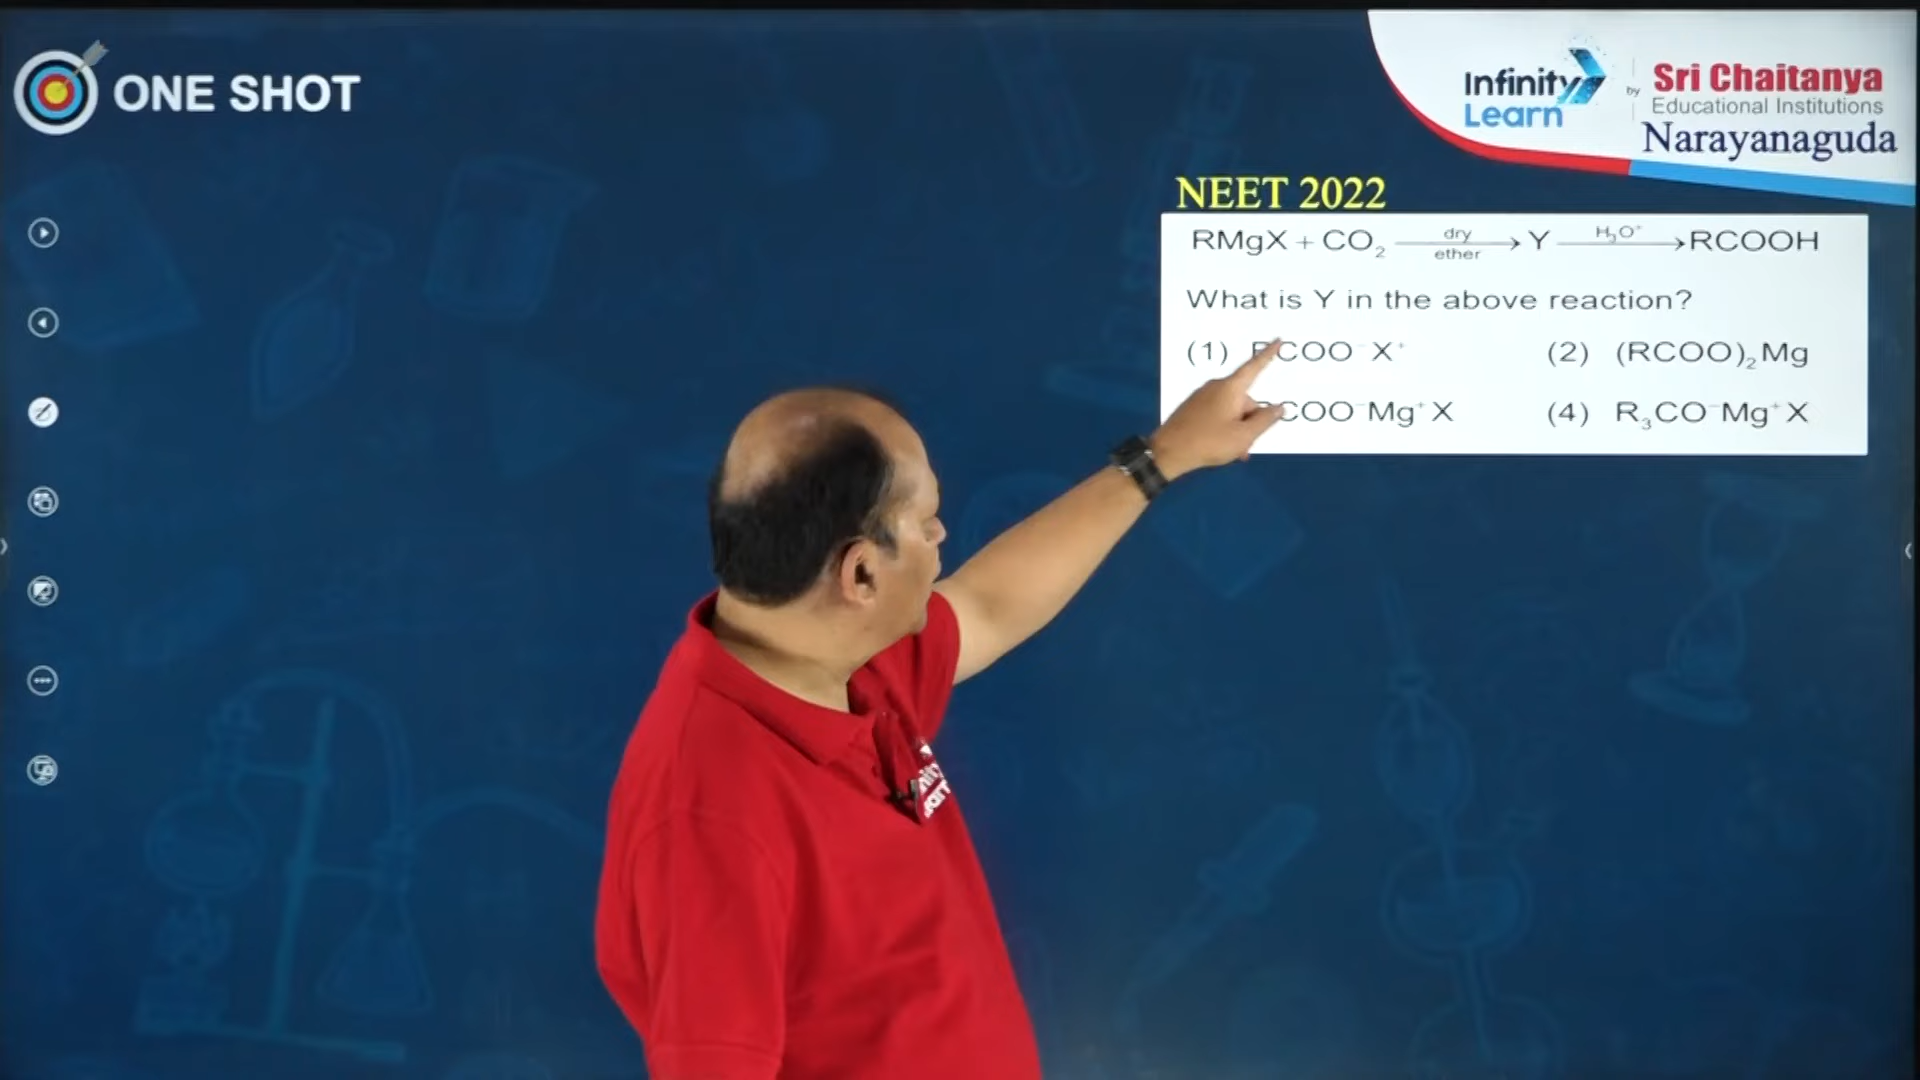 ONE SHOT
Infinity Learn
by
Sri Chaitanya
Educational Institutions
Narayanaguda
NEET 2022
RMgX + CO₂ dry ether → Y H₃O⁺ → RCOOH
What is Y in the above reaction?
(1) RCOO⁻X⁺ (2) (RCOO)₂Mg
COO⁻Mg⁺X (4) R₃CO⁻Mg⁺X